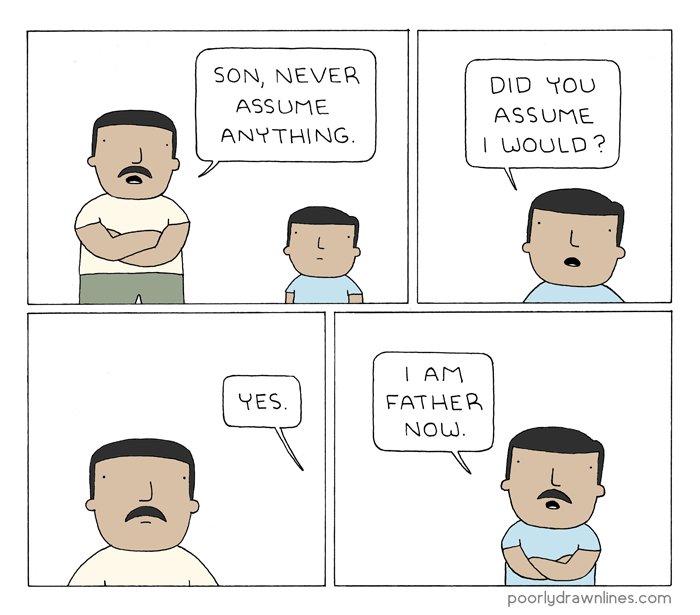 SON, NEVER
ASSUME
ANYTHING.
DID YOU
ASSUME
I WOULD?
YES.
I AM
FATHER
NOW.
poorlydrawnlines.com